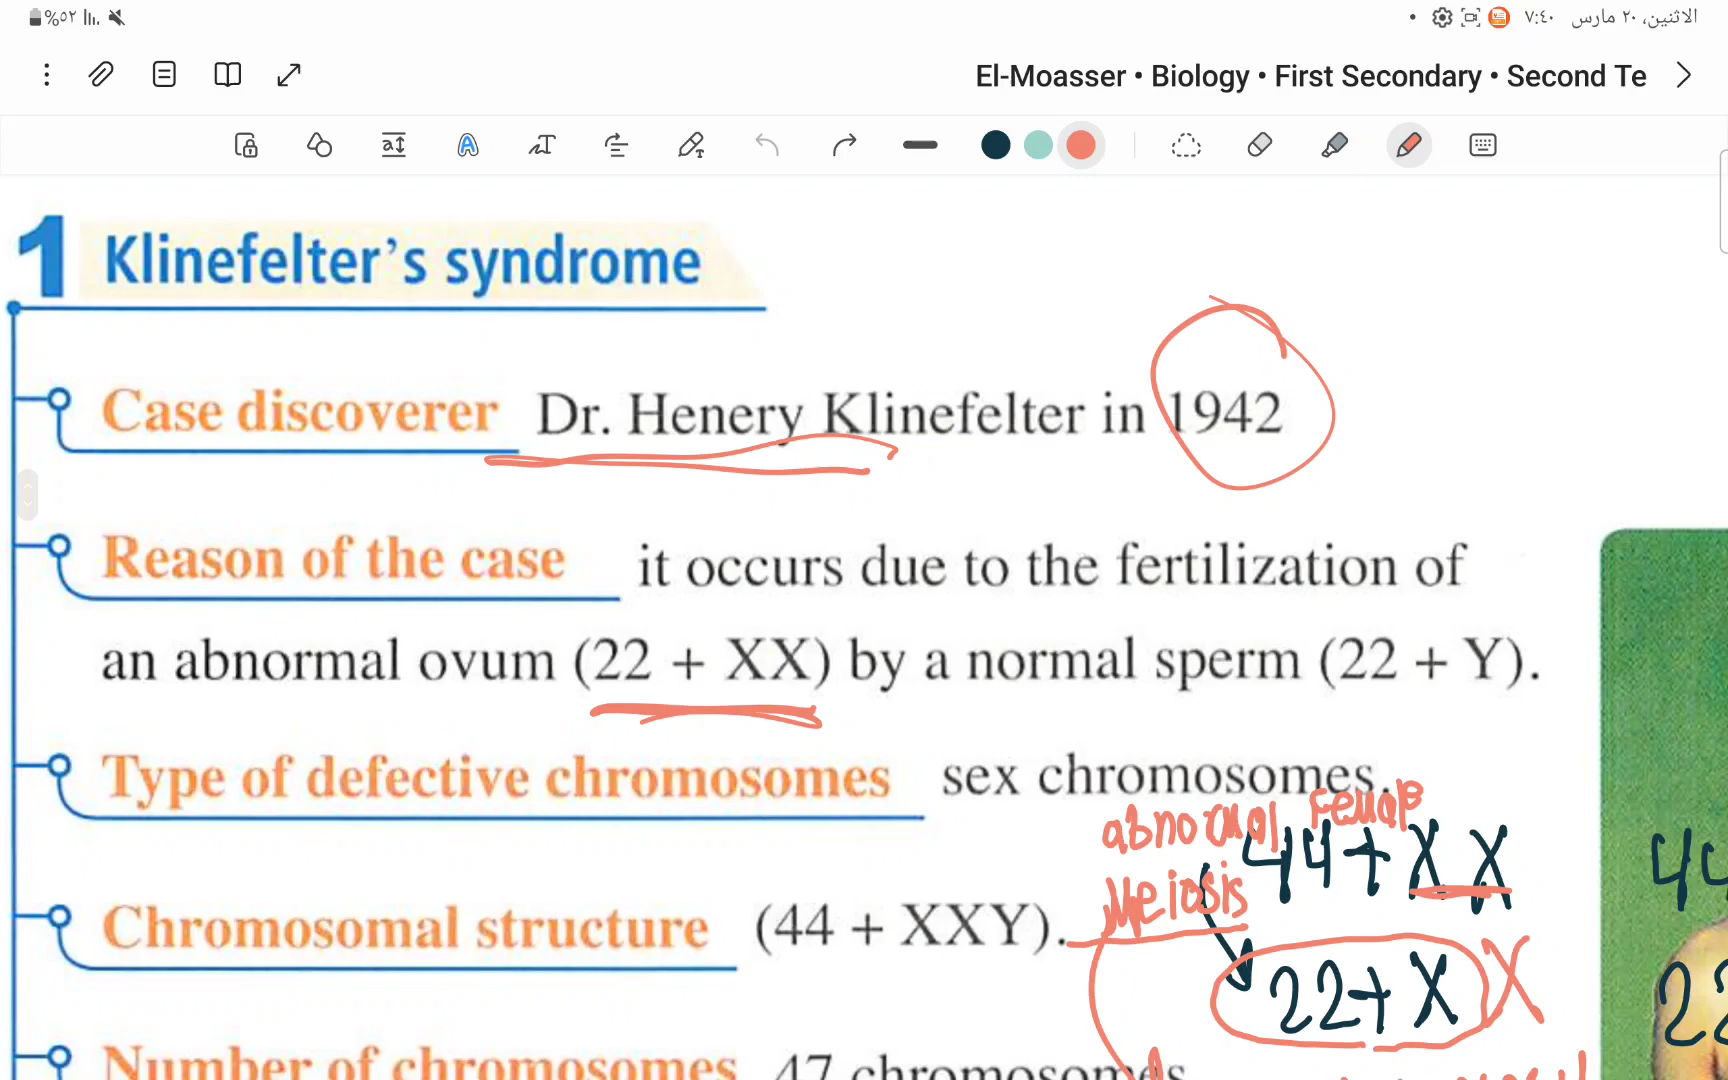 %٥٢
الاثنين، ٢٠ مارس ٧:٤٠
El-Moasser • Biology • First Secondary • Second Te
1 Klinefelter's syndrome
Case discoverer Dr. Henery Klinefelter in 1942
Reason of the case it occurs due to the fertilization of
an abnormal ovum (22 + XX) by a normal sperm (22 + Y).
Type of defective chromosomes sex chromosomes.
abnormal
Meiosis
44+XX
44
Chromosomal structure (44 + XXY).
22+XX
22
Number of chromosomes 47 chromosomes